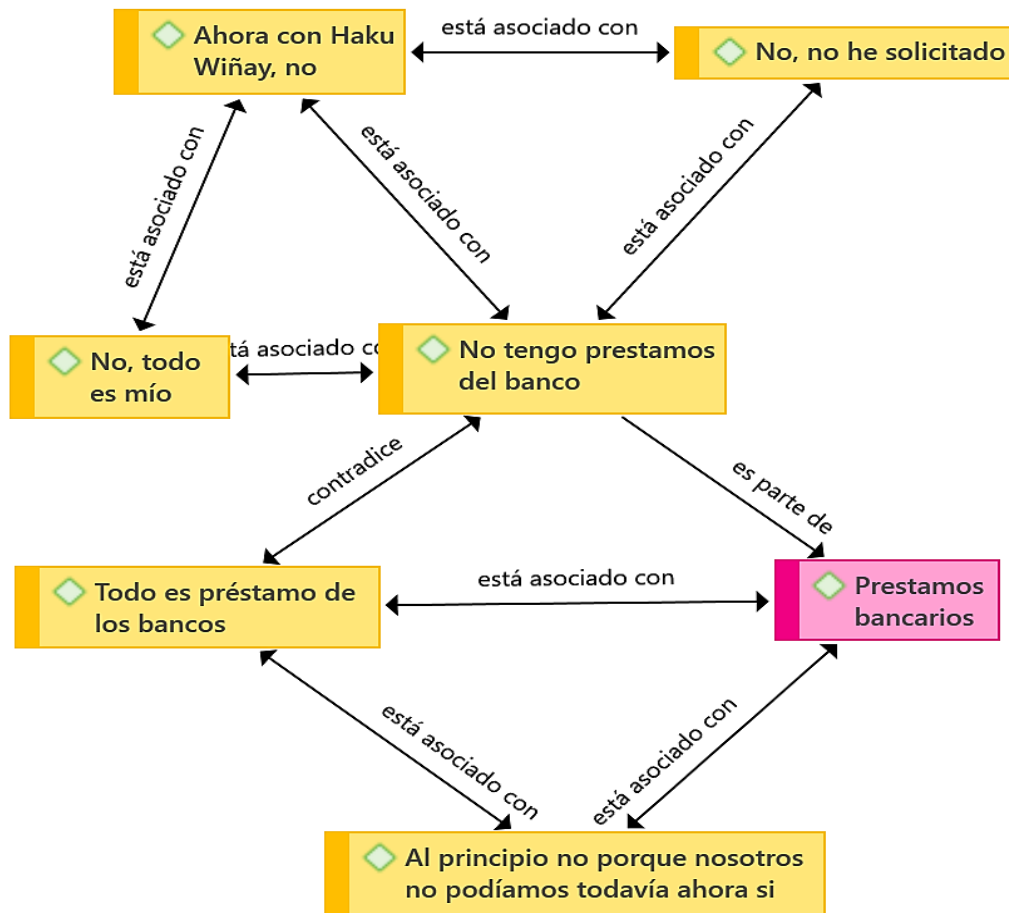 Ahora con Haku
Wiñay, no
está asociado con
No, no he solicitado
está asociado con
está asociado con
está asociado con
No, todo
es mío
tá asociado co
No tengo prestamos
del banco
contradice
es parte de
Todo es préstamo de
los bancos
está asociado con
Prestamos
bancarios
está asociado con
está asociado con
Al principio no porque nosotros
no podíamos todavía ahora si